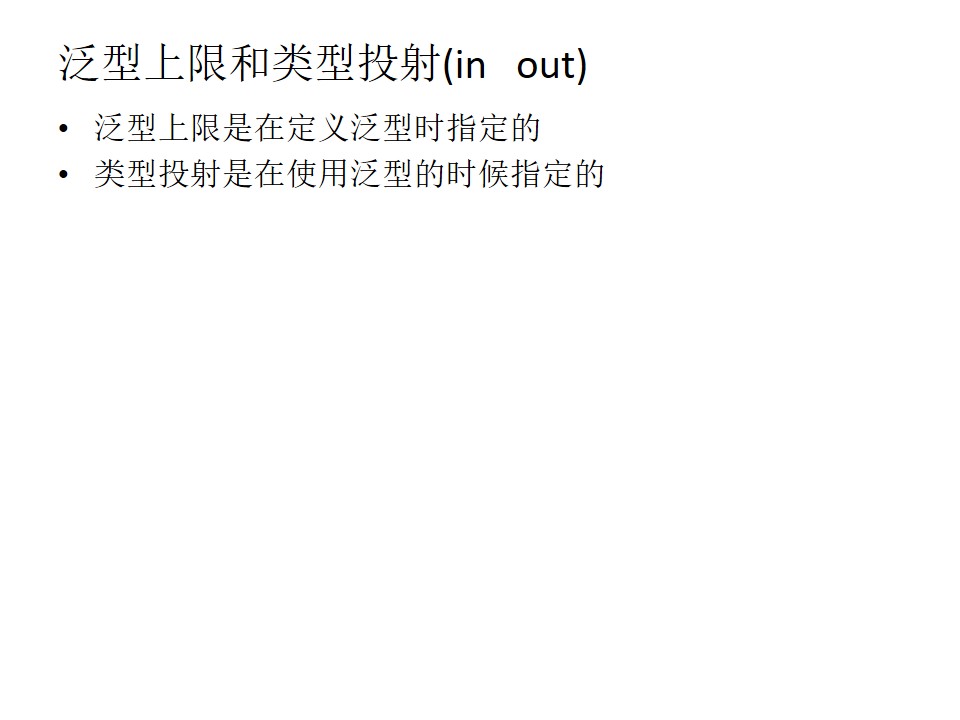 泛型上限和类型投射(in out)
• 泛型上限是在定义泛型时指定的
• 类型投射是在使用泛型的时候指定的